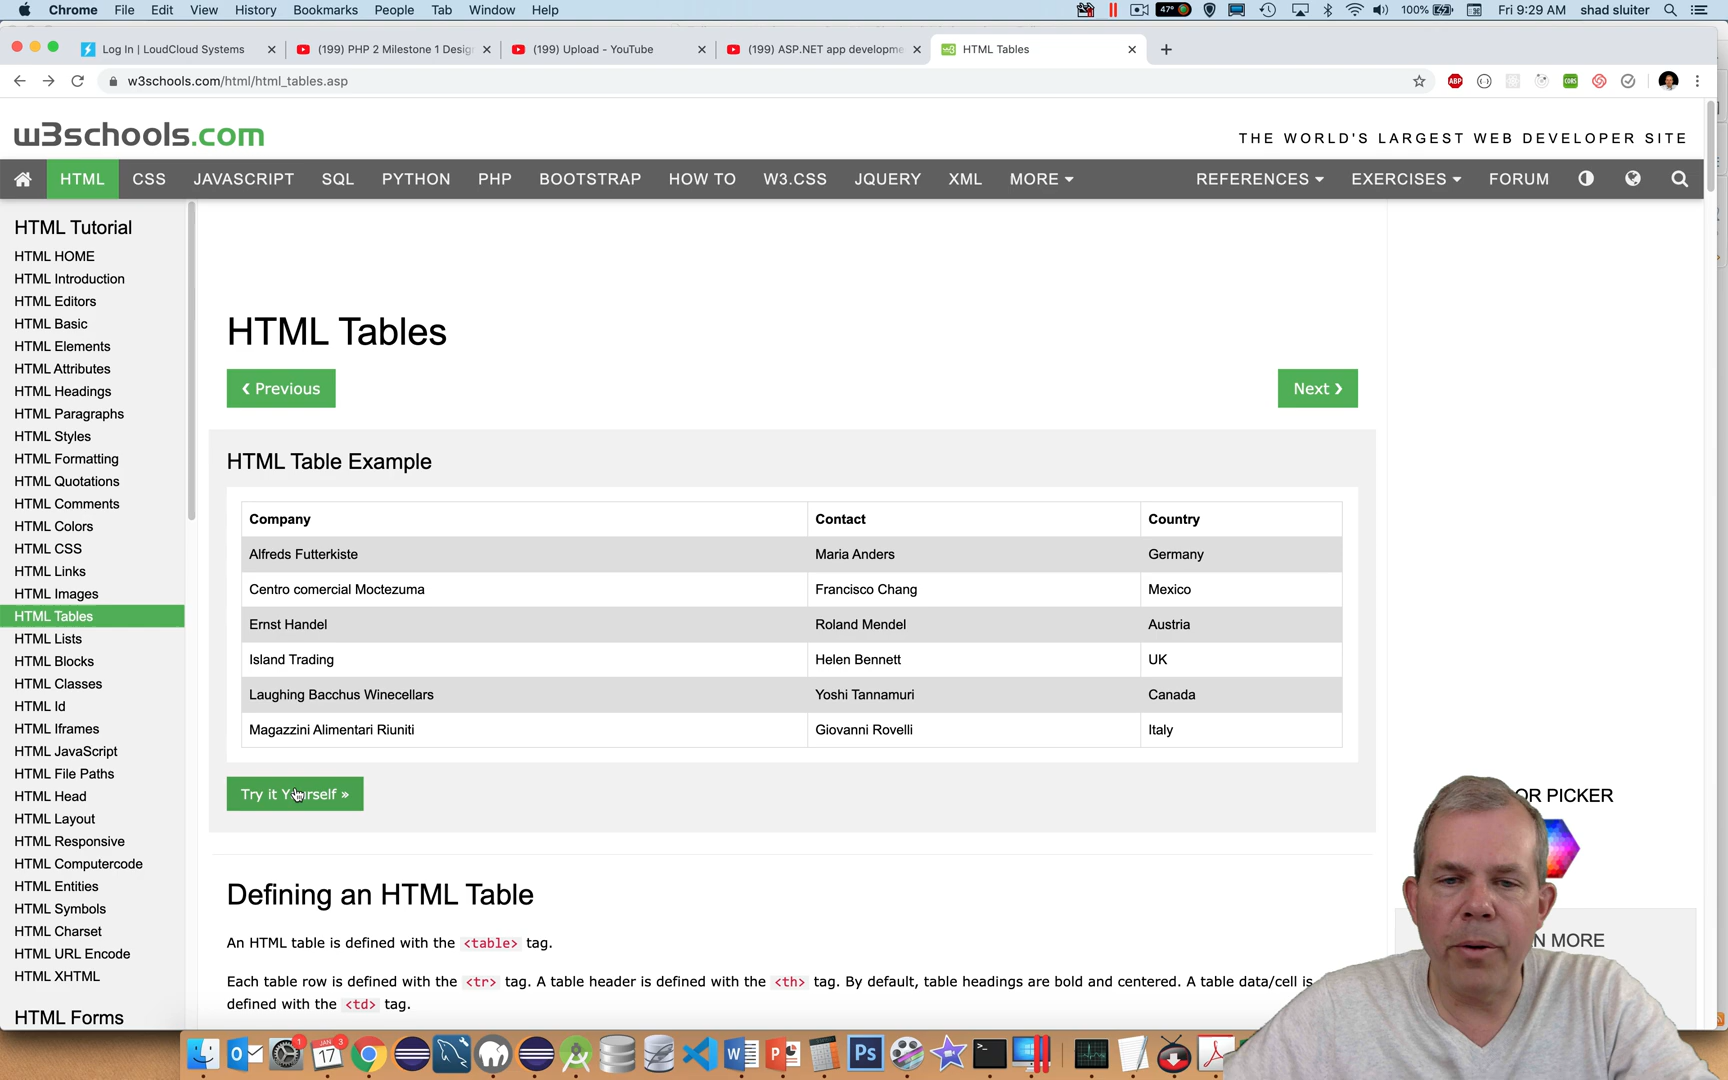 Chrome File Edit View History Bookmarks People Tab Window Help 47° 100% Fri 9:29 AM shad sluiter
Log In | LoudCloud Systems (199) PHP 2 Milestone 1 Desig (199) Upload - YouTube (199) ASP.NET app developme HTML Tables
w3schools.com/html/html_tables.asp ABP CORS
w3schools.com
THE WORLD'S LARGEST WEB DEVELOPER SITE
HTML CSS JAVASCRIPT SQL PYTHON PHP BOOTSTRAP HOW TO W3.CSS JQUERY XML MORE REFERENCES EXERCISES FORUM
HTML Tutorial
HTML HOME
HTML Introduction
HTML Editors
HTML Basic
HTML Elements
HTML Attributes
HTML Headings
HTML Paragraphs
HTML Styles
HTML Formatting
HTML Quotations
HTML Comments
HTML Colors
HTML CSS
HTML Links
HTML Images
HTML Tables
HTML Lists
HTML Blocks
HTML Classes
HTML Id
HTML Iframes
HTML JavaScript
HTML File Paths
HTML Head
HTML Layout
HTML Responsive
HTML Computercode
HTML Entities
HTML Symbols
HTML Charset
HTML URL Encode
HTML XHTML
HTML Forms
HTML Tables
❮ Previous
Next ❯
HTML Table Example
Company Contact Country
Alfreds Futterkiste Maria Anders Germany
Centro comercial Moctezuma Francisco Chang Mexico
Ernst Handel Roland Mendel Austria
Island Trading Helen Bennett UK
Laughing Bacchus Winecellars Yoshi Tannamuri Canada
Magazzini Alimentari Riuniti Giovanni Rovelli Italy
Try it Yourself »
Defining an HTML Table
An HTML table is defined with the <table> tag.
Each table row is defined with the <tr> tag. A table header is defined with the <th> tag. By default, table headings are bold and centered. A table data/cell is
defined with the <td> tag.
OR PICKER
N MORE
JAN
17
3
1
Ps